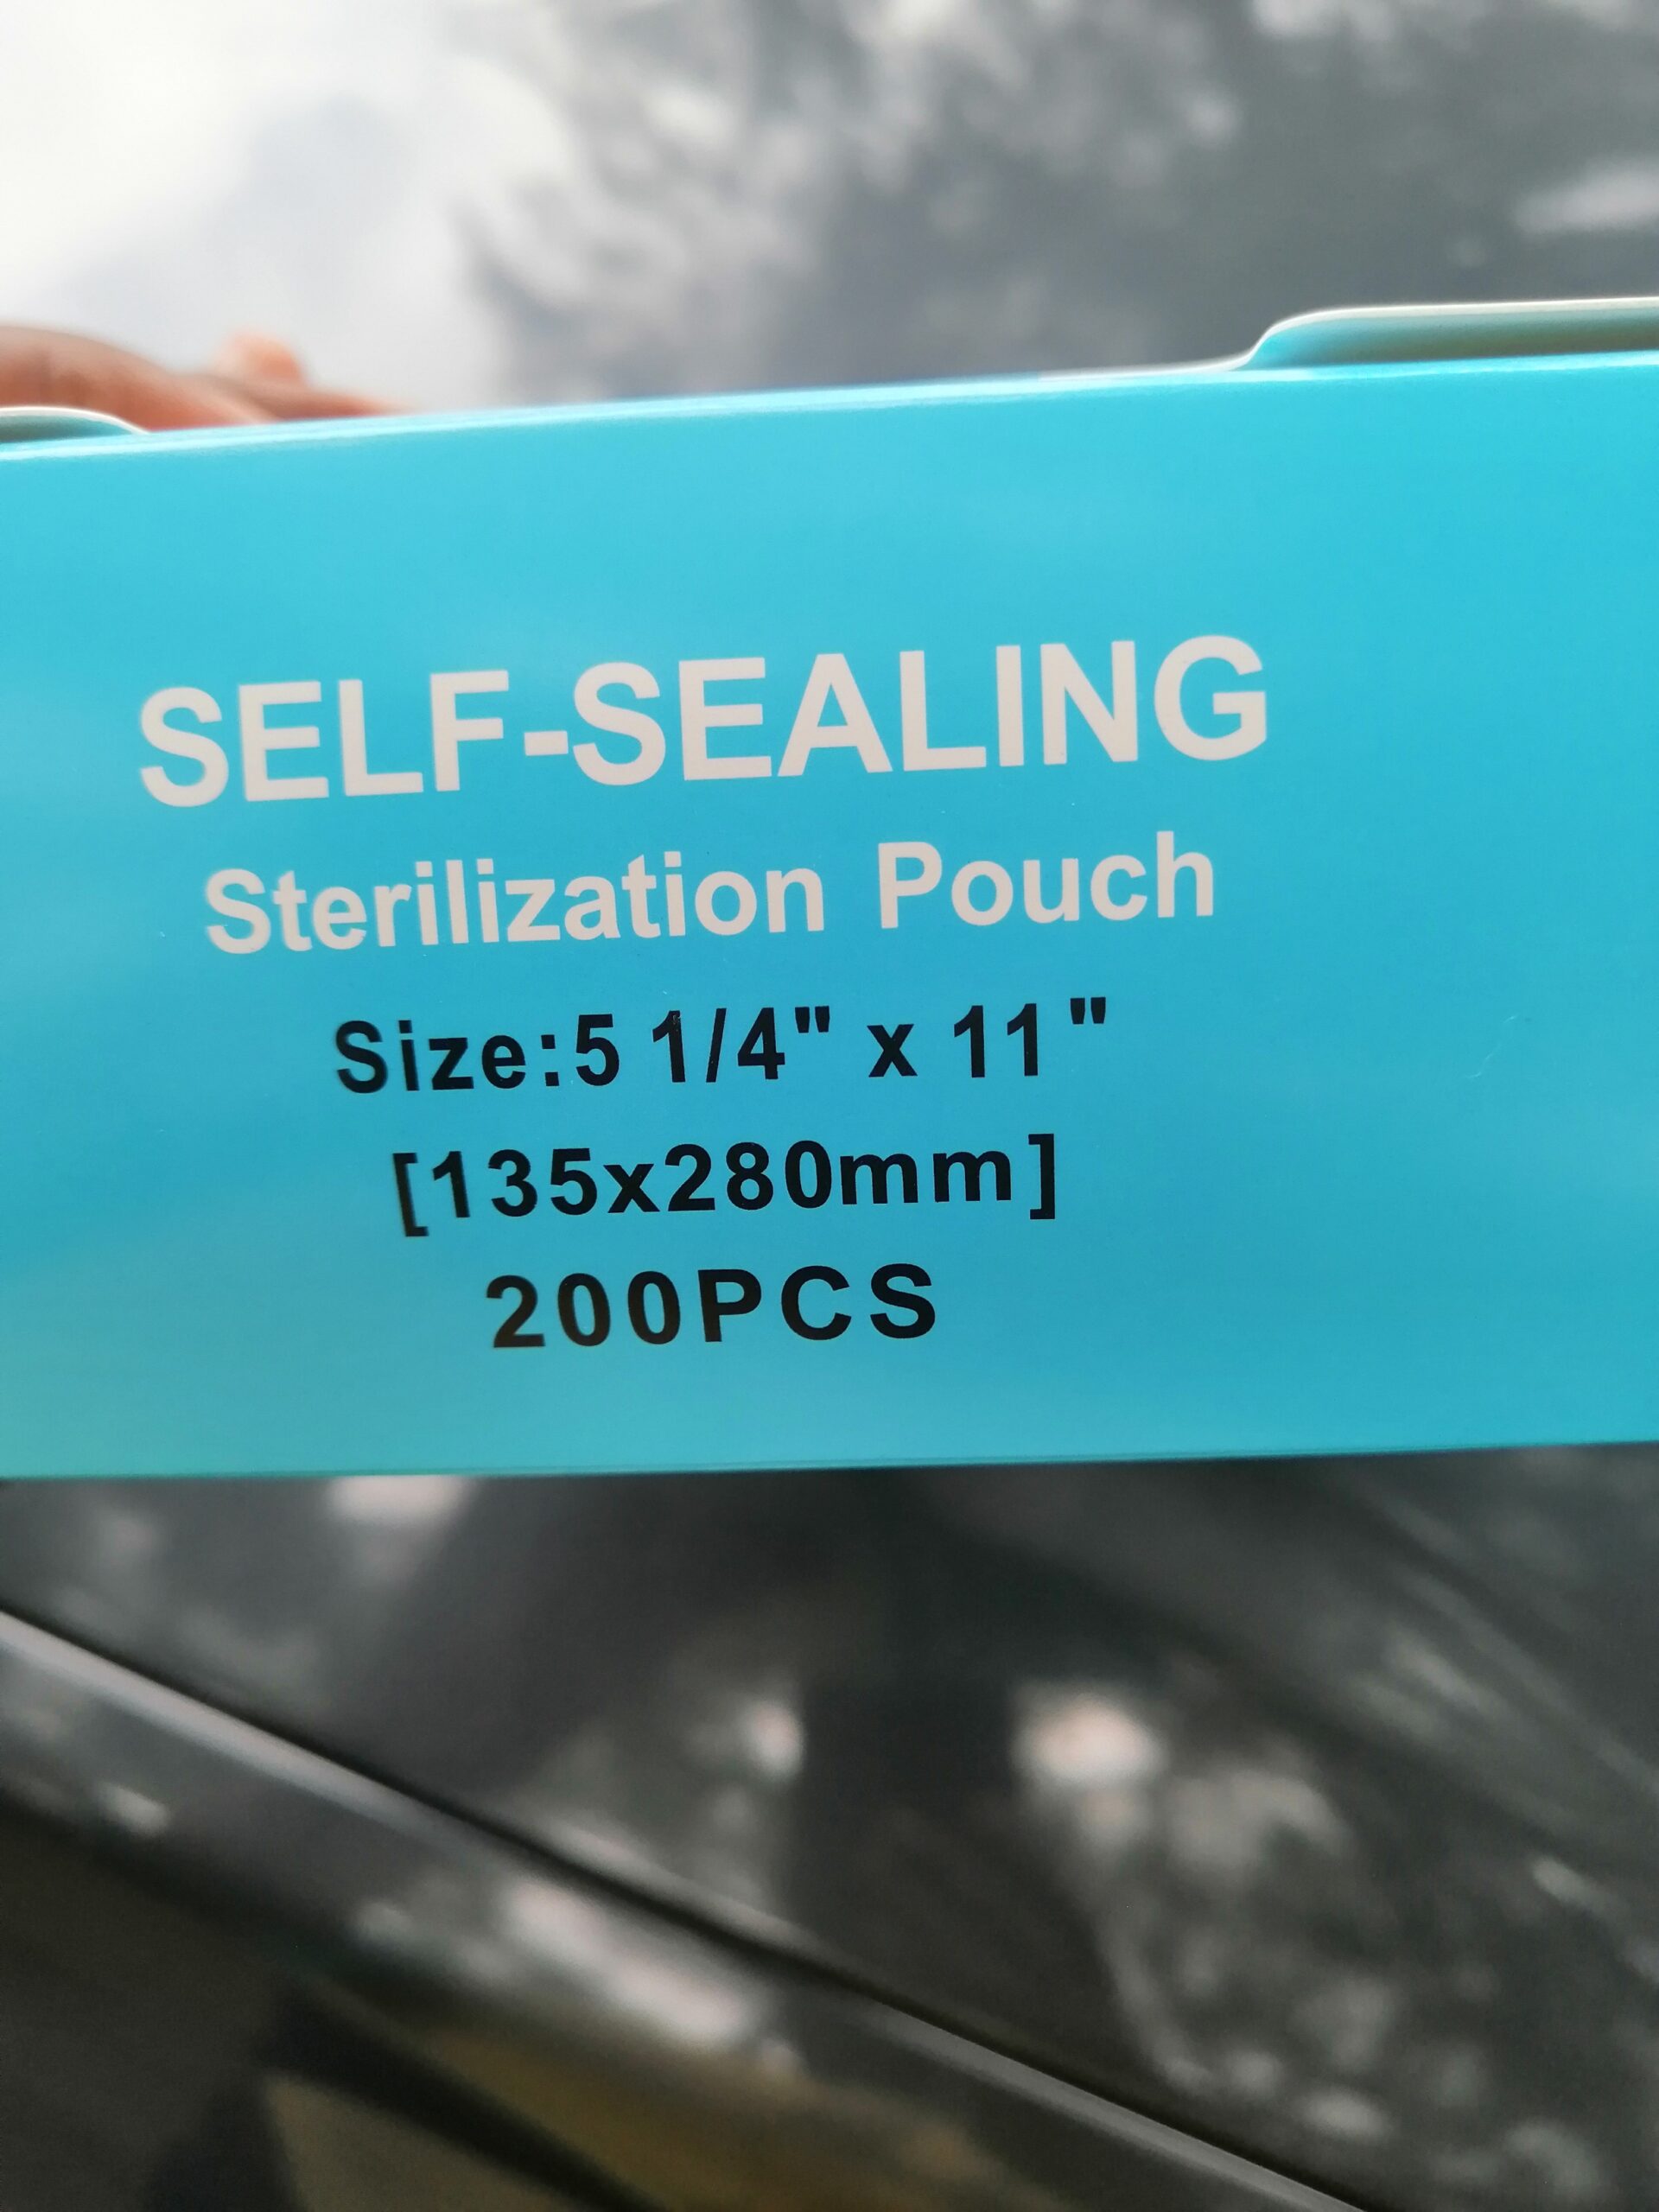 SELF-SEALING
Sterilization Pouch
Size:5 1/4" x 11"
[135x280mm]
200PCS